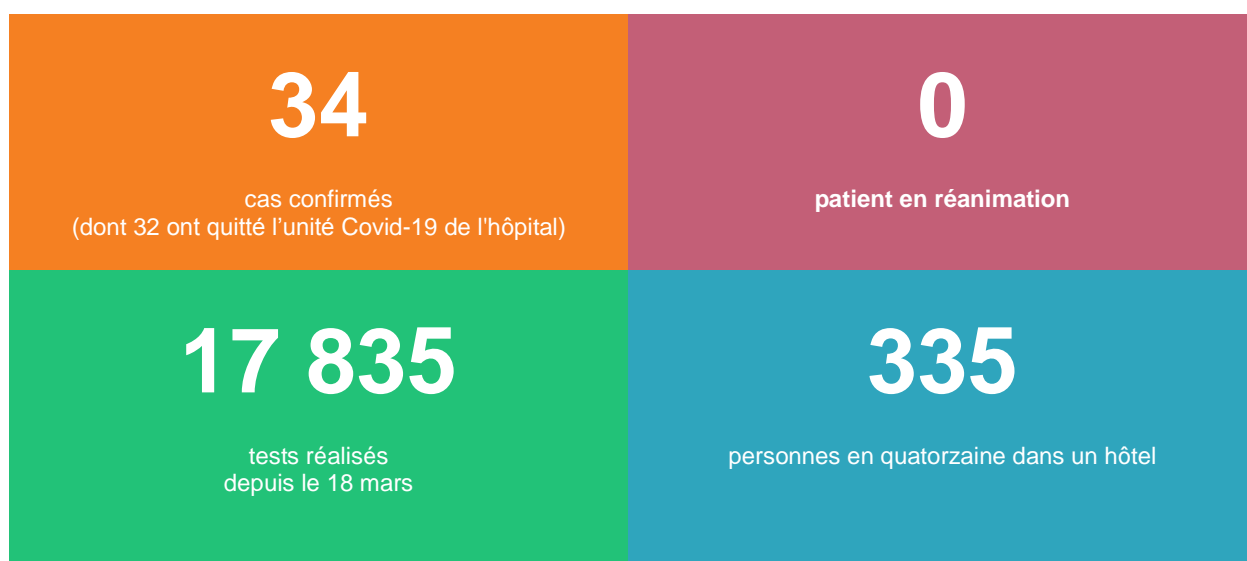 34
cas confirmés
(dont 32 ont quitté l’unité Covid-19 de l'hôpital)
0
patient en réanimation
17 835
tests réalisés
depuis le 18 mars
335
personnes en quatorzaine dans un hôtel